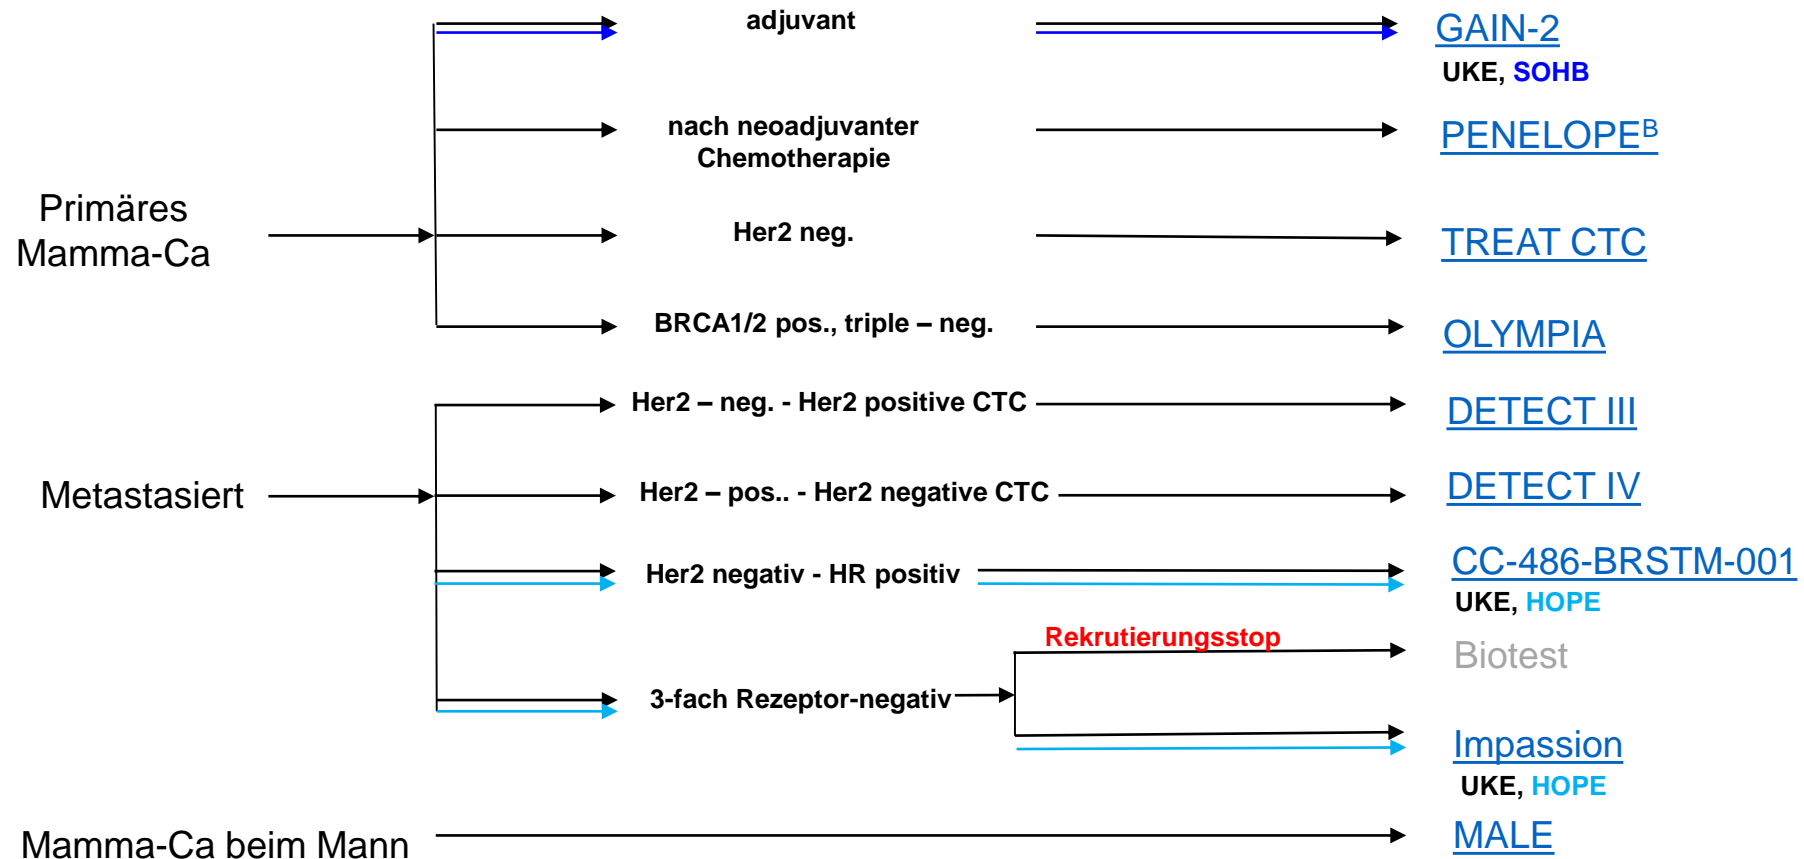 adjuvant
GAIN-2
UKE, SOHB
nach neoadjuvanter
Chemotherapie
PENELOPEᴮ
Primäres
Mamma-Ca
Her2 neg.
TREAT CTC
BRCA1/2 pos., triple – neg.
OLYMPIA
Her2 – neg. - Her2 positive CTC
DETECT III
Metastasiert
Her2 – pos.. - Her2 negative CTC
DETECT IV
Her2 negativ - HR positiv
CC-486-BRSTM-001
UKE, HOPE
Rekrutierungsstop
Biotest
3-fach Rezeptor-negativ
Impassion
UKE, HOPE
Mamma-Ca beim Mann
MALE